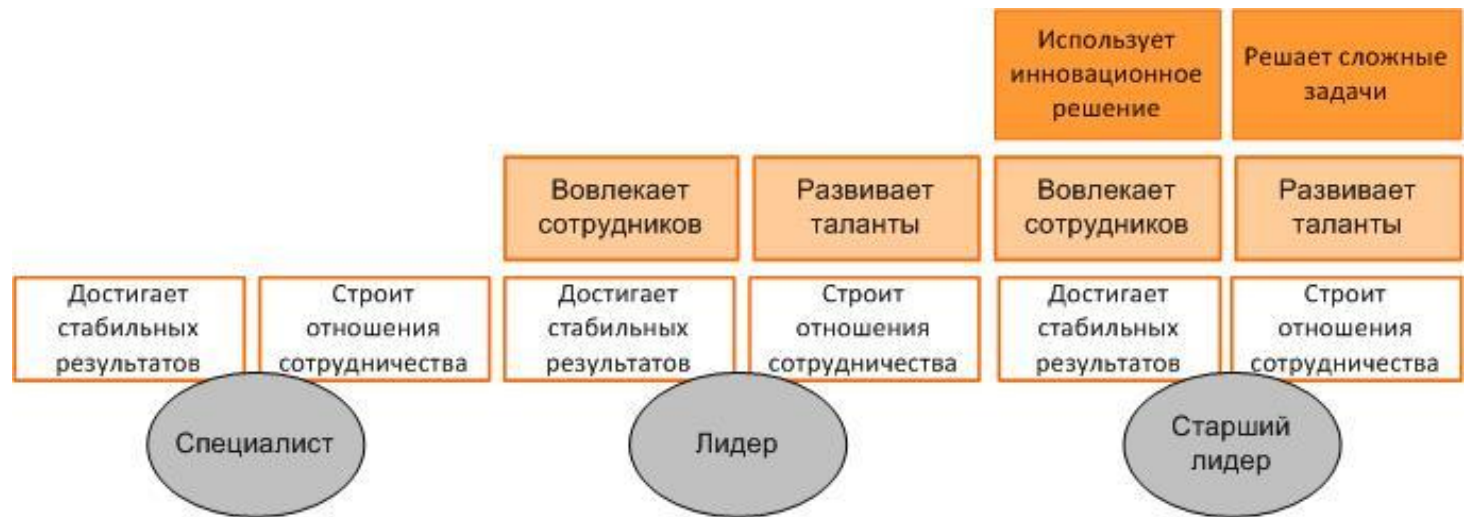 Использует
инновационное
решение
Решает сложные
задачи
Вовлекает
сотрудников
Развивает
таланты
Вовлекает
сотрудников
Развивает
таланты
Достигает
стабильных
результатов
Строит
отношения
сотрудничества
Достигает
стабильных
результатов
Строит
отношения
сотрудничества
Достигает
стабильных
результатов
Строит
отношения
сотрудничества
Специалист
Лидер
Старший
лидер